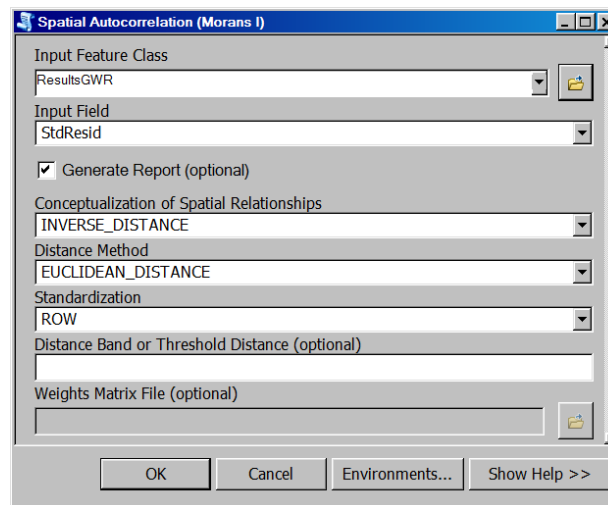 Spatial Autocorrelation (Morans I)
Input Feature Class
ResultsGWR
Input Field
StdResid
Generate Report (optional)
Conceptualization of Spatial Relationships
INVERSE_DISTANCE
Distance Method
EUCLIDEAN_DISTANCE
Standardization
ROW
Distance Band or Threshold Distance (optional)
Weights Matrix File (optional)
OK Cancel Environments... Show Help >>